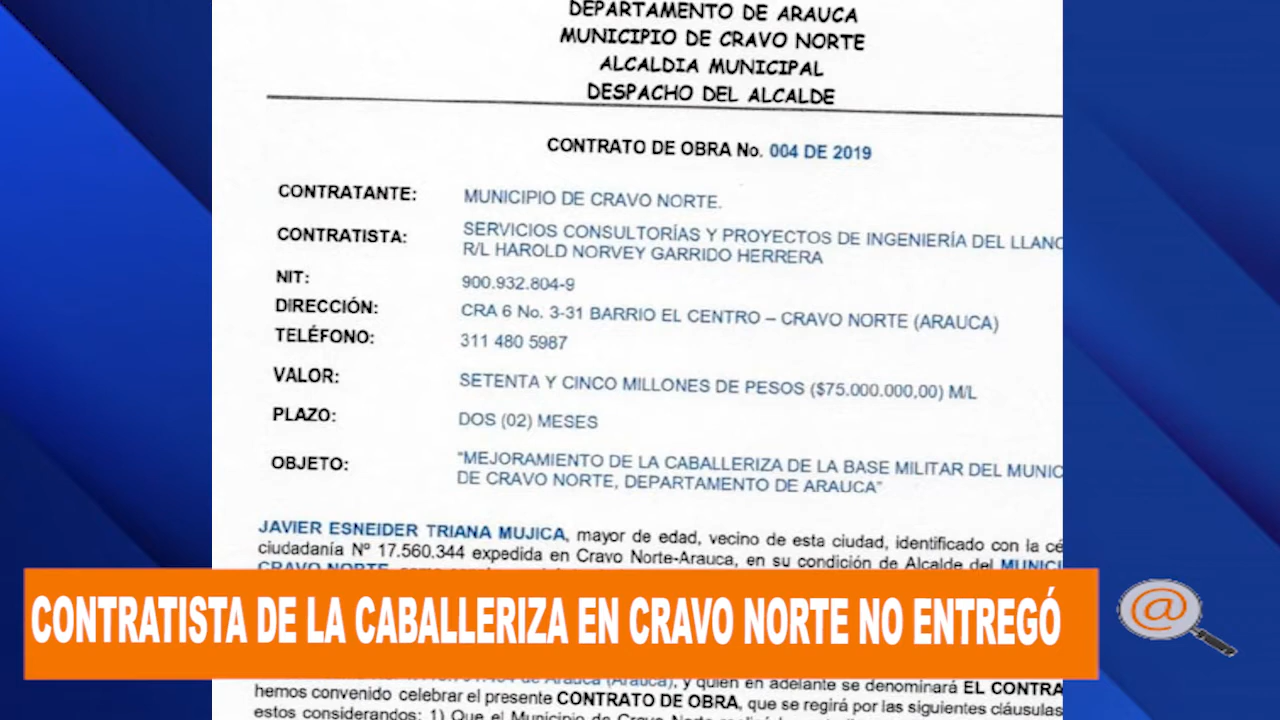 DEPARTAMENTO DE ARAUCA
MUNICIPIO DE CRAVO NORTE
ALCALDIA MUNICIPAL
DESPACHO DEL ALCALDE
CONTRATO DE OBRA No. 004 DE 2019
CONTRATANTE: MUNICIPIO DE CRAVO NORTE.
CONTRATISTA: SERVICIOS CONSULTORÍAS Y PROYECTOS DE INGENIERÍA DEL LLANO
R/L HAROLD NORVEY GARRIDO HERRERA
NIT: 900.932.804-9
DIRECCIÓN: CRA 6 No. 3-31 BARRIO EL CENTRO – CRAVO NORTE (ARAUCA)
TELÉFONO: 311 480 5987
VALOR: SETENTA Y CINCO MILLONES DE PESOS ($75.000.000,00) M/L
PLAZO: DOS (02) MESES
OBJETO: "MEJORAMIENTO DE LA CABALLERIZA DE LA BASE MILITAR DEL MUNIC
DE CRAVO NORTE, DEPARTAMENTO DE ARAUCA"
JAVIER ESNEIDER TRIANA MUJICA, mayor de edad, vecino de esta ciudad, identificado con la cé
ciudadanía Nº 17.560.344 expedida en Cravo Norte-Arauca, en su condición de Alcalde del MUNICI
CRAVO NORTE,
CONTRATISTA DE LA CABALLERIZA EN CRAVO NORTE NO ENTREGÓ
@
de Arauca (Arauca), y quien en adelante se denominará EL CONTRA
hemos convenido celebrar el presente CONTRATO DE OBRA, que se regirá por las siguientes cláusulas
estos considerandos: 1) Que el Municipio de Cravo Norte